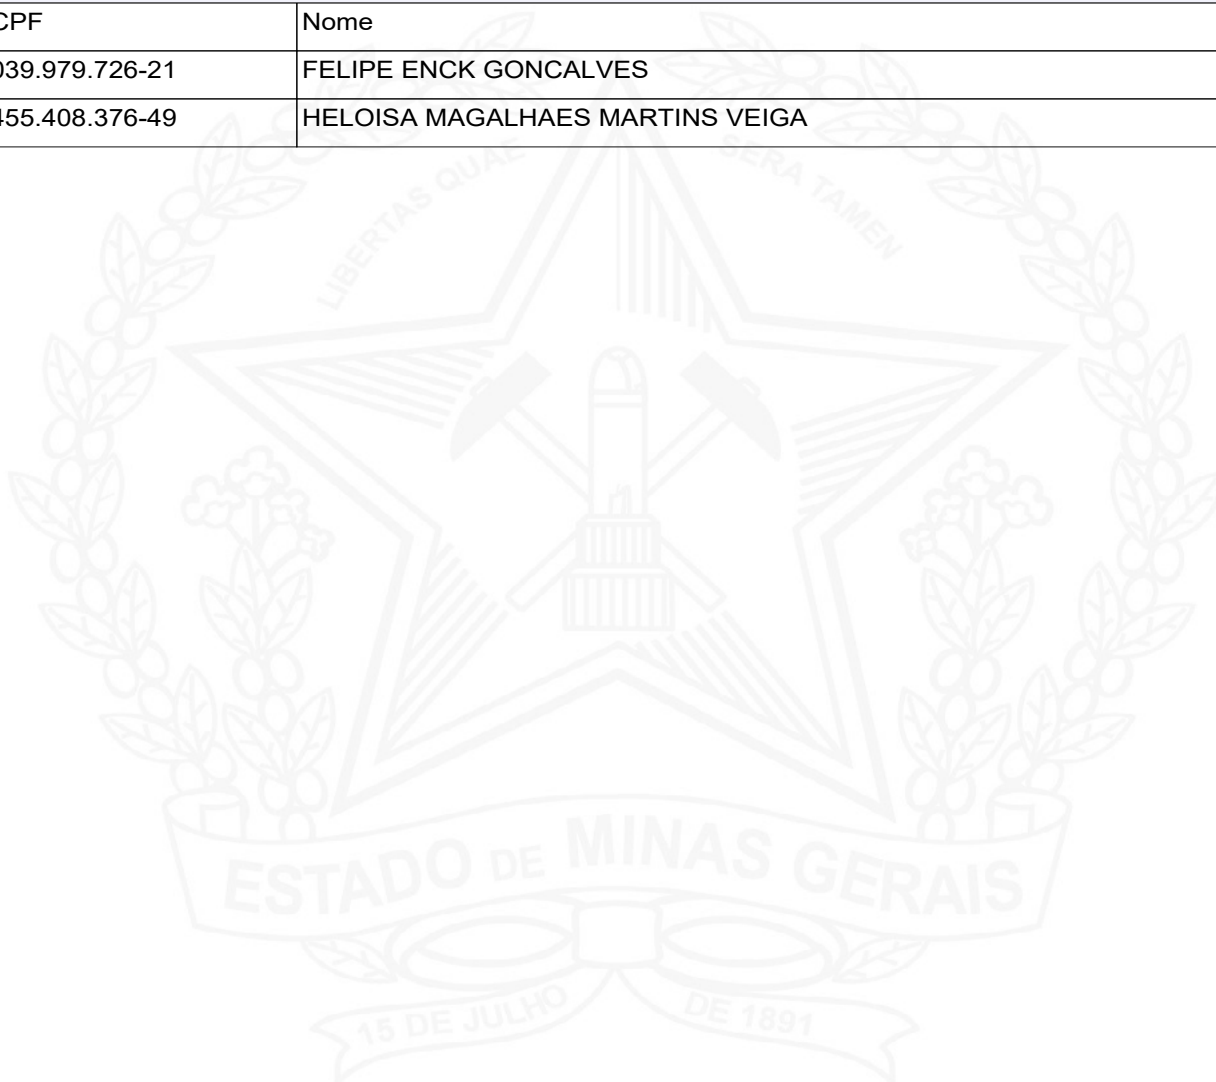 CPF Nome
039.979.726-21 FELIPE ENCK GONCALVES
455.408.376-49 HELOISA MAGALHAES MARTINS VEIGA
LIBERTAS QUAE SERA TAMEN
ESTADO DE MINAS GERAIS
15 DE JULHO DE 1891